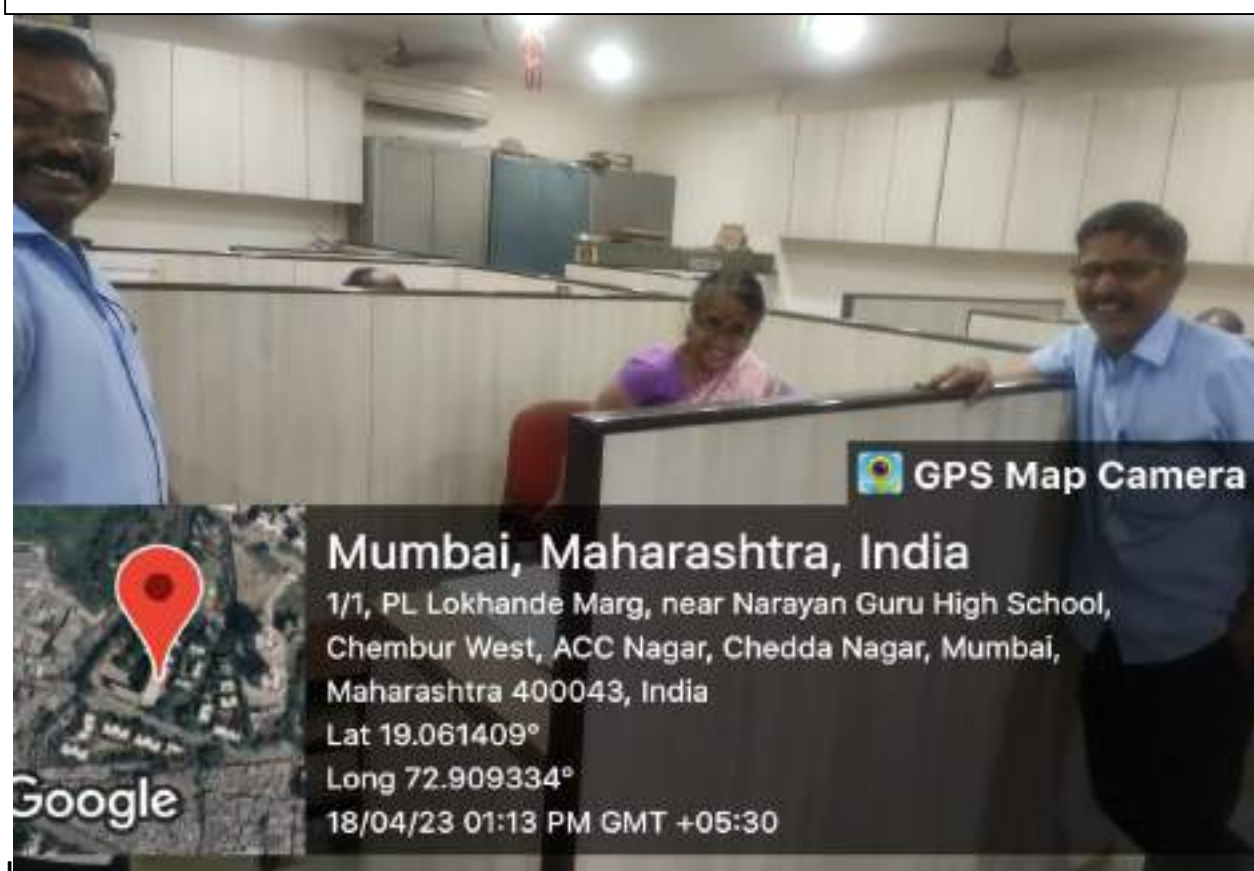 GPS Map Camera
Mumbai, Maharashtra, India
1/1, PL Lokhande Marg, near Narayan Guru High School,
Chembur West, ACC Nagar, Chedda Nagar, Mumbai,
Maharashtra 400043, India
Lat 19.061409°
Long 72.909334°
18/04/23 01:13 PM GMT +05:30
Google